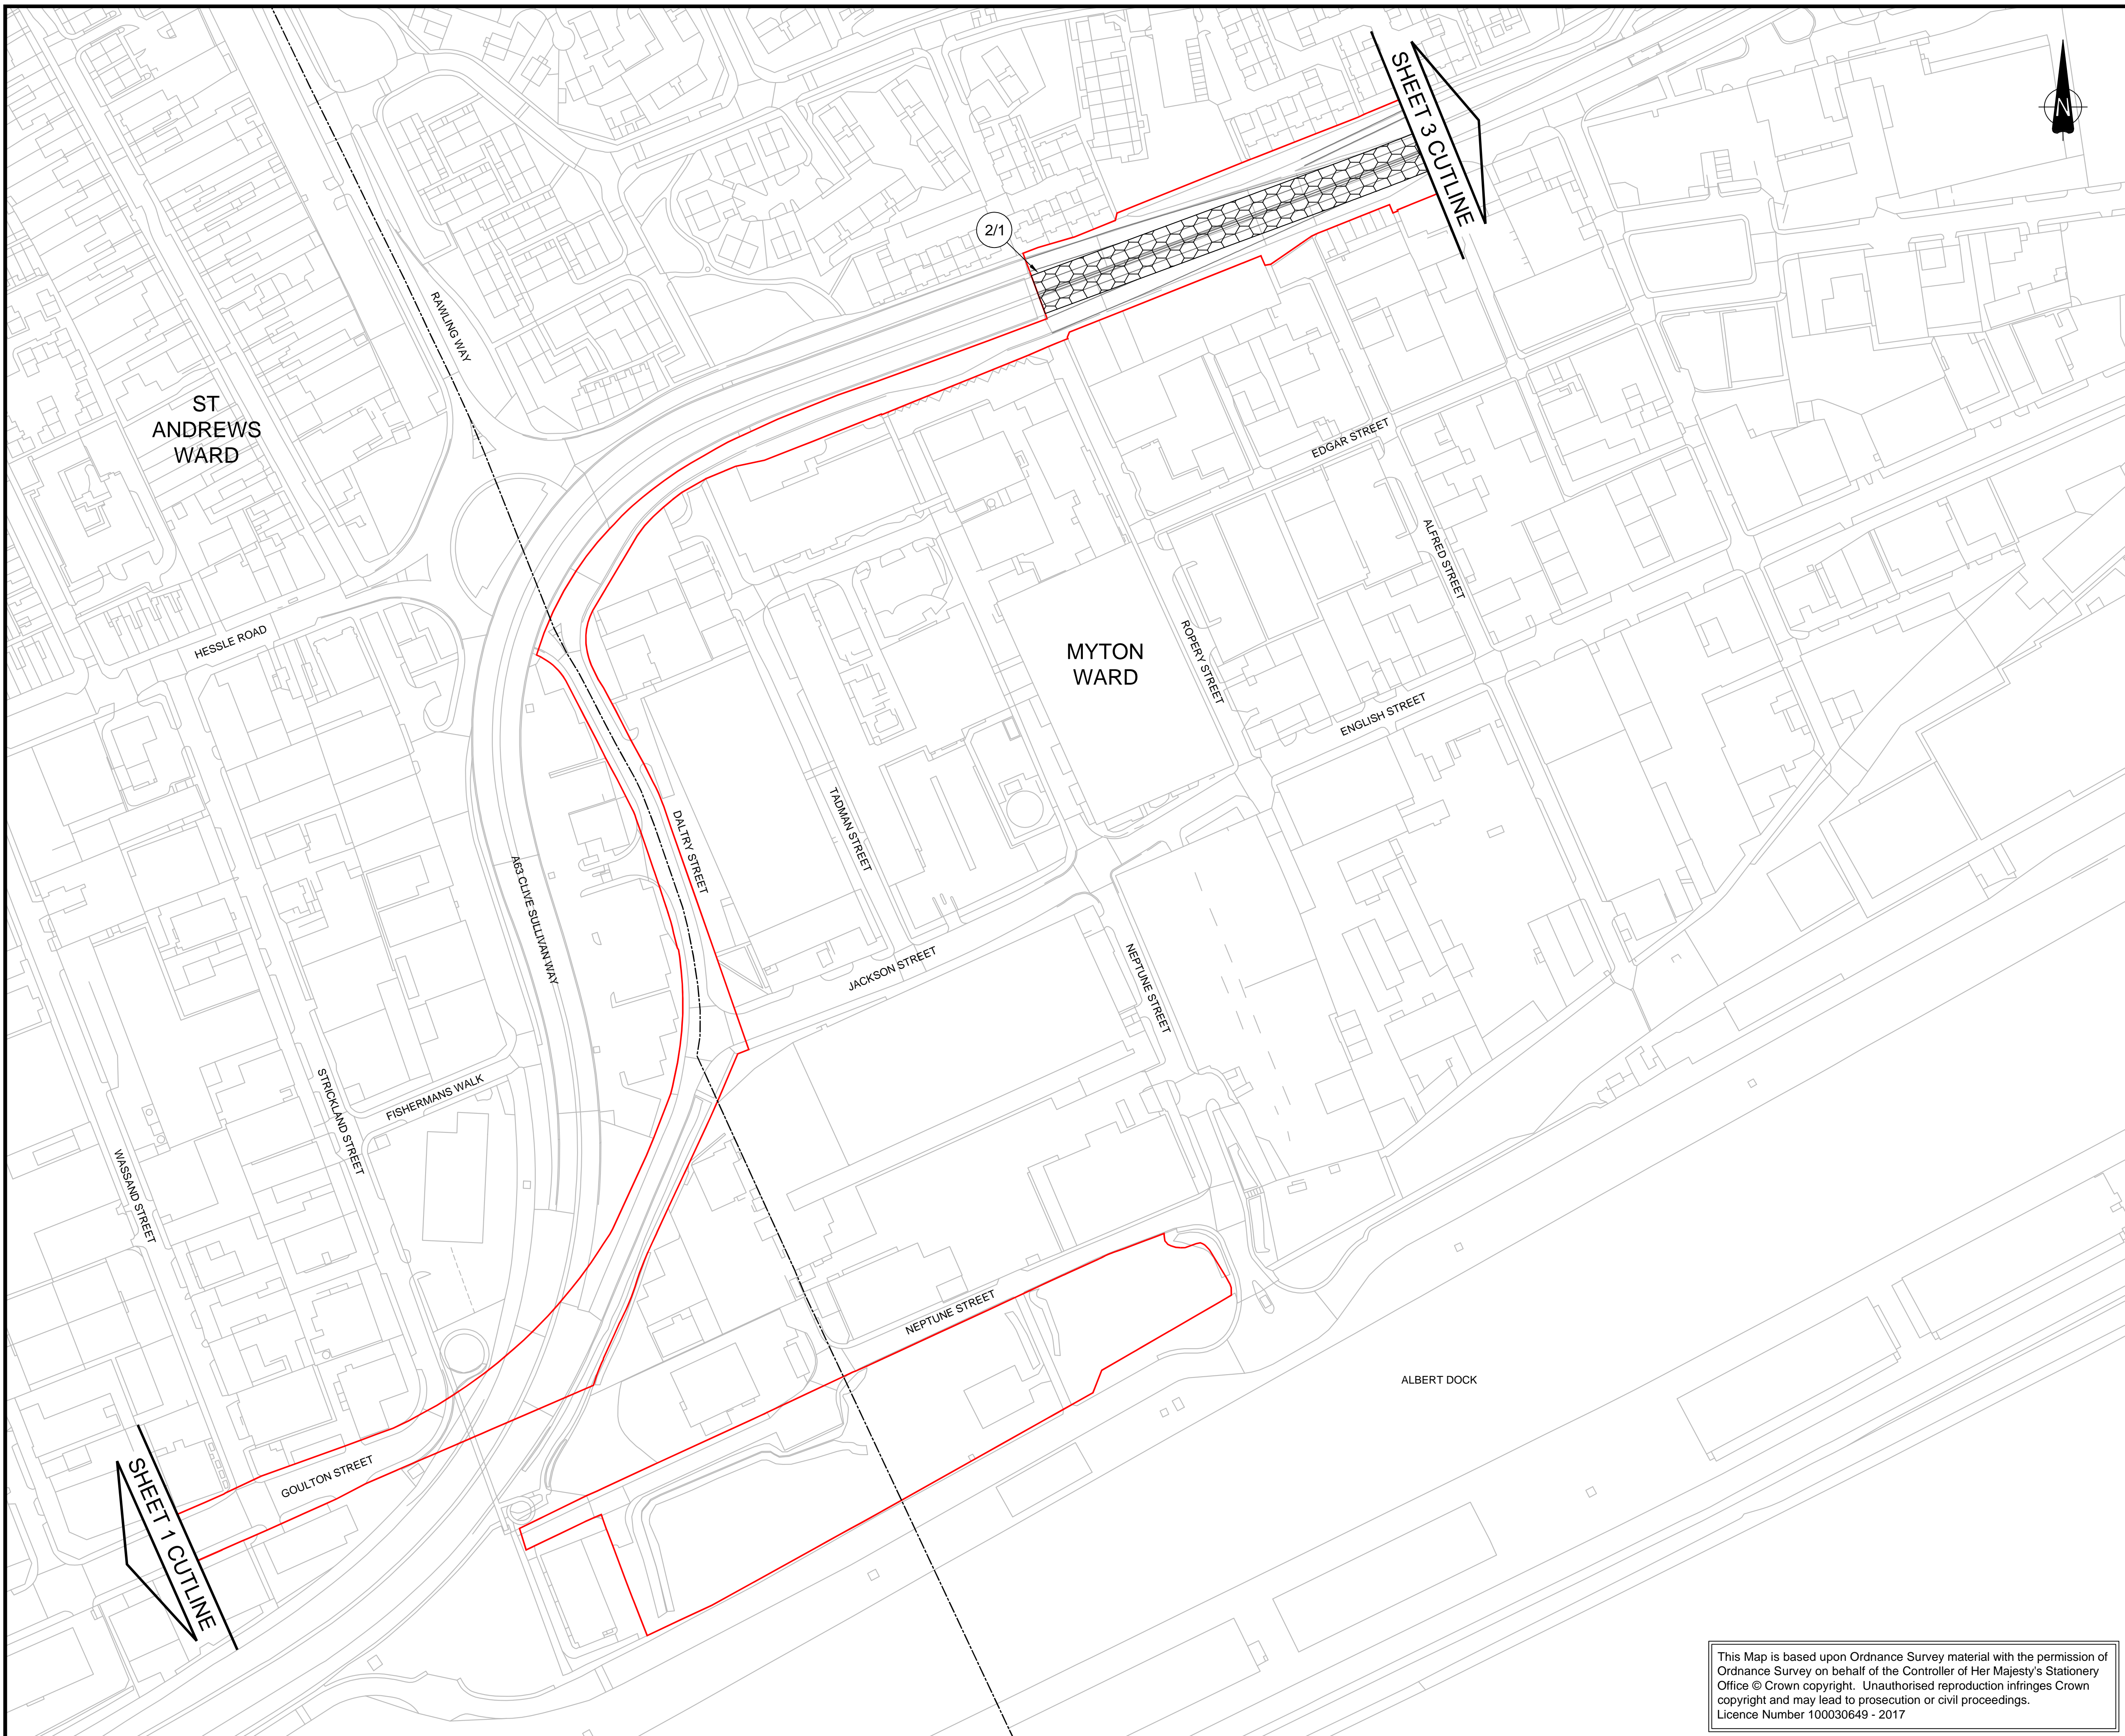 SHEET 3 CUTLINE
N
2/1
RAWLING WAY
ST
ANDREWS
WARD
EDGAR STREET
ALFRED STREET
HESSLE ROAD
MYTON
WARD
ROPERY STREET
ENGLISH STREET
TADMAN STREET
DALTRY STREET
A63 CLIVE SULLIVAN WAY
JACKSON STREET
NEPTUNE STREET
STRICKLAND STREET
FISHERMANS WALK
WASSAND STREET
NEPTUNE STREET
ALBERT DOCK
GOULTON STREET
SHEET 1 CUTLINE
This Map is based upon Ordnance Survey material with the permission of
Ordnance Survey on behalf of the Controller of Her Majesty's Stationery
Office © Crown copyright. Unauthorised reproduction infringes Crown
copyright and may lead to prosecution or civil proceedings.
Licence Number 100030649 - 2017